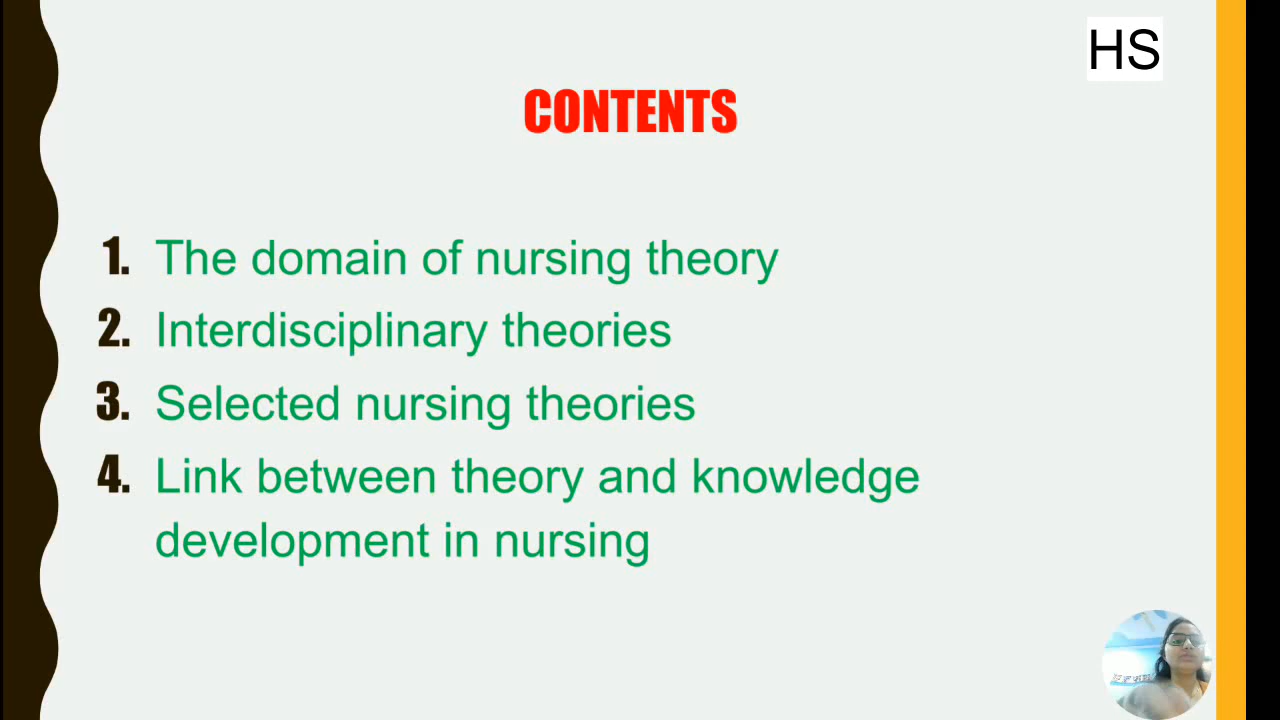 HS
CONTENTS
1. The domain of nursing theory
2. Interdisciplinary theories
3. Selected nursing theories
4. Link between theory and knowledge
development in nursing